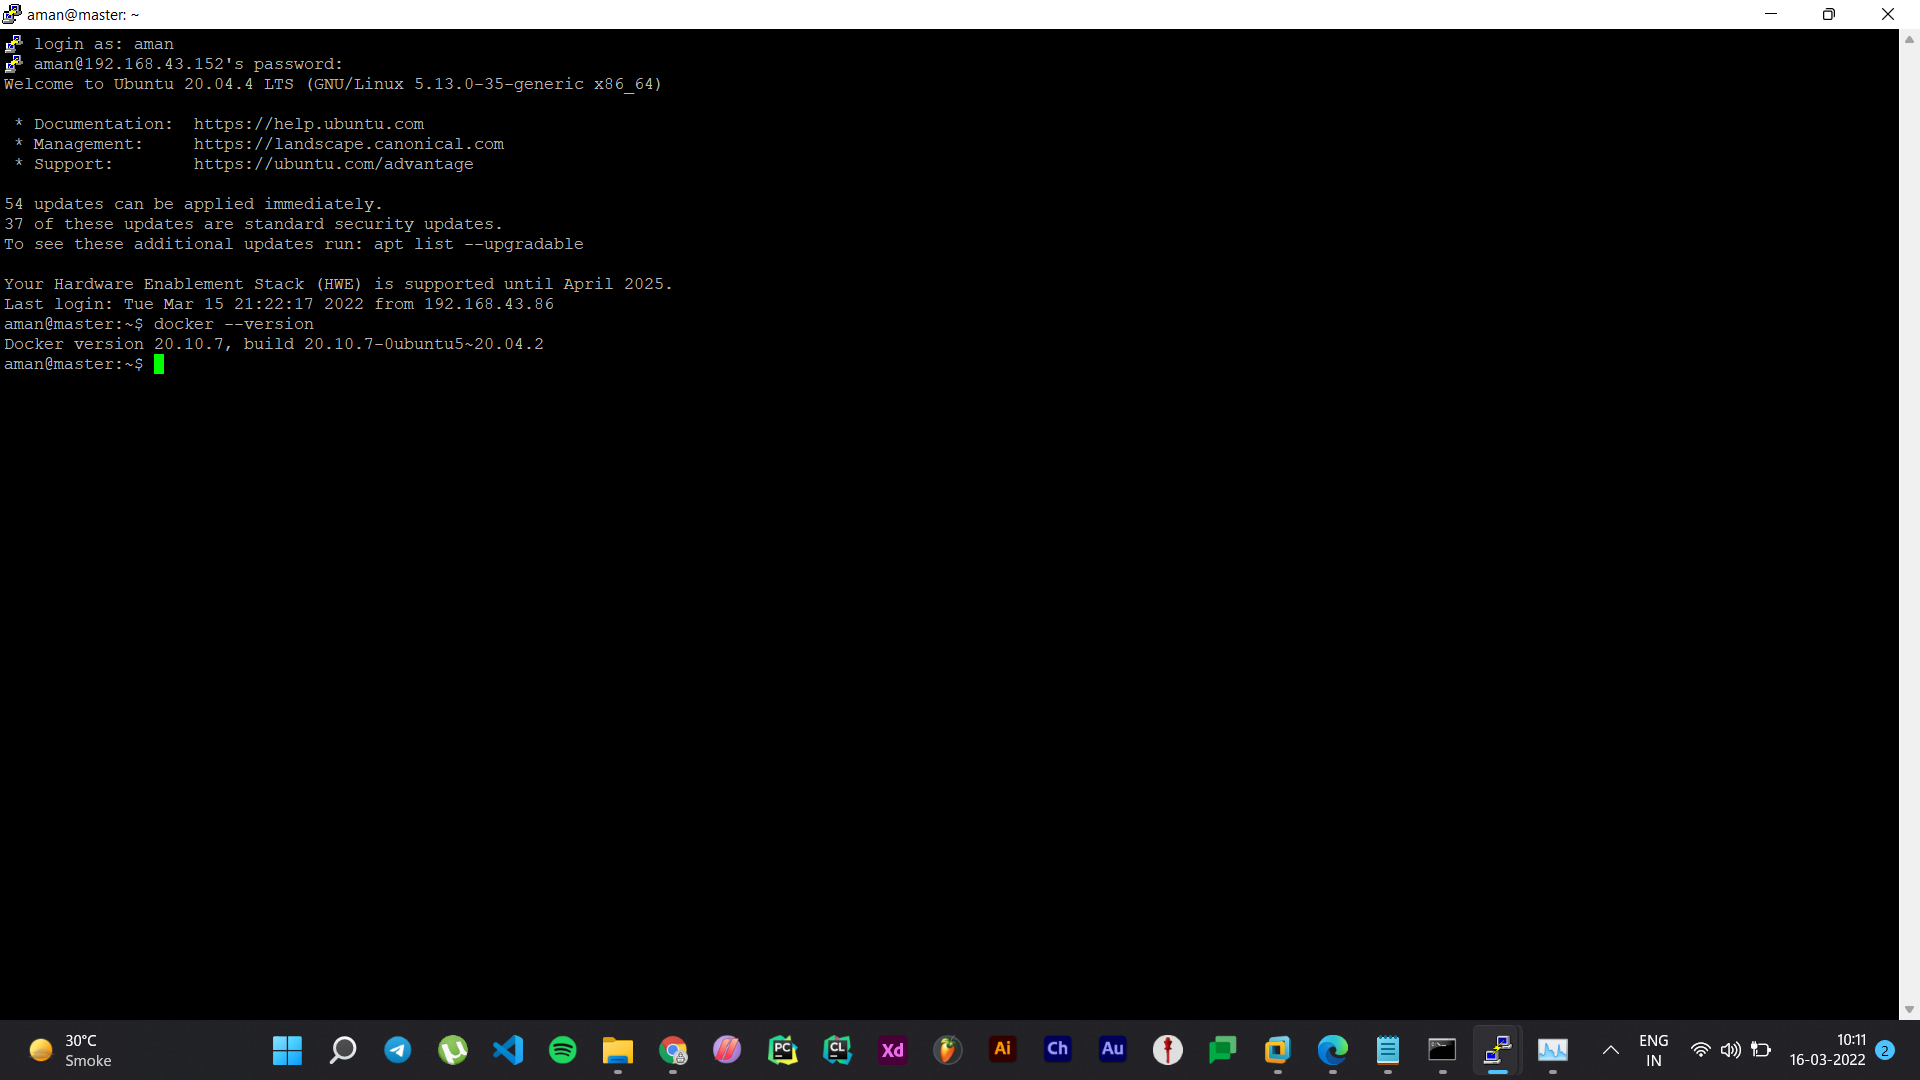 aman@master: ~
login as: aman
aman@192.168.43.152's password:
Welcome to Ubuntu 20.04.4 LTS (GNU/Linux 5.13.0-35-generic x86_64)
* Documentation:  https://help.ubuntu.com
* Management:     https://landscape.canonical.com
* Support:        https://ubuntu.com/advantage
54 updates can be applied immediately.
37 of these updates are standard security updates.
To see these additional updates run: apt list --upgradable
Your Hardware Enablement Stack (HWE) is supported until April 2025.
Last login: Tue Mar 15 21:22:17 2022 from 192.168.43.86
aman@master:~$ docker --version
Docker version 20.10.7, build 20.10.7-0ubuntu5~20.04.2
aman@master:~$
30°C
Smoke
PC
CL
Xd
Ai
Ch
Au
ENG
IN
10:11
16-03-2022
2